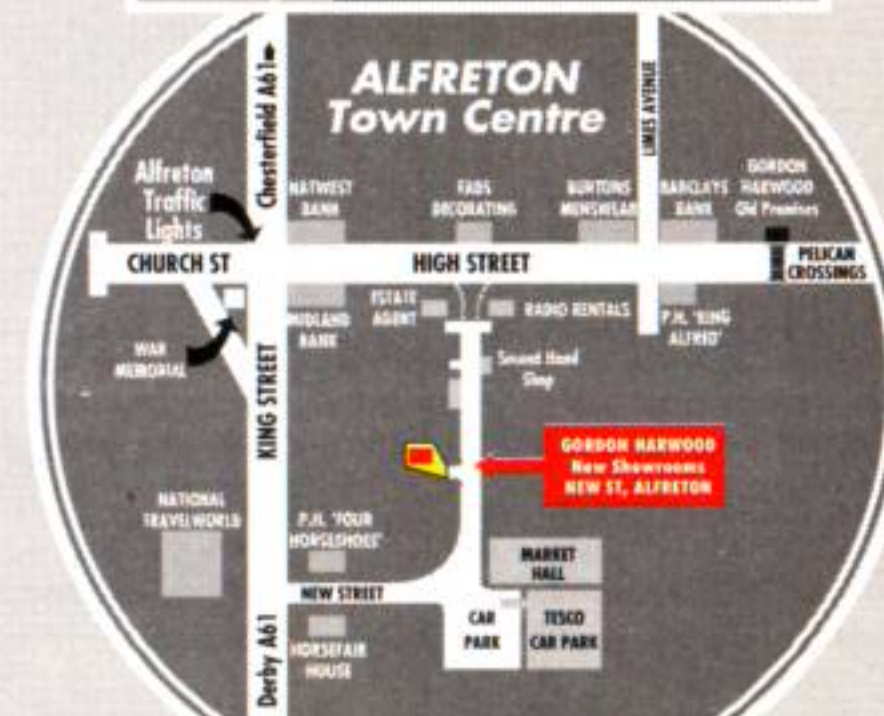 ALFRETON
Town Centre
Chesterfield A61
LIMES AVENUE
Alfreton
Traffic
Lights
NATWEST
BANK
FADS
DECORATING
BURTONS
MENSWEAR
BARCLAYS
BANK
GORDON
HARWOOD
Old Premises
CHURCH ST
HIGH STREET
PELICAN
CROSSINGS
WAR
MEMORIAL
MIDLAND
BANK
ESTATE
AGENT
RADIO RENTALS
P.H. 'KING
ALFRED'
Second Hand
Shop
KING STREET
GORDON HARWOOD
New Showrooms
NEW ST, ALFRETON
NATIONAL
TRAVELWORLD
P.H. 'FOUR
HORSESHOES'
MARKET
HALL
NEW STREET
CAR
PARK
TESCO
CAR PARK
HORSEFAIR
HOUSE
Derby A61